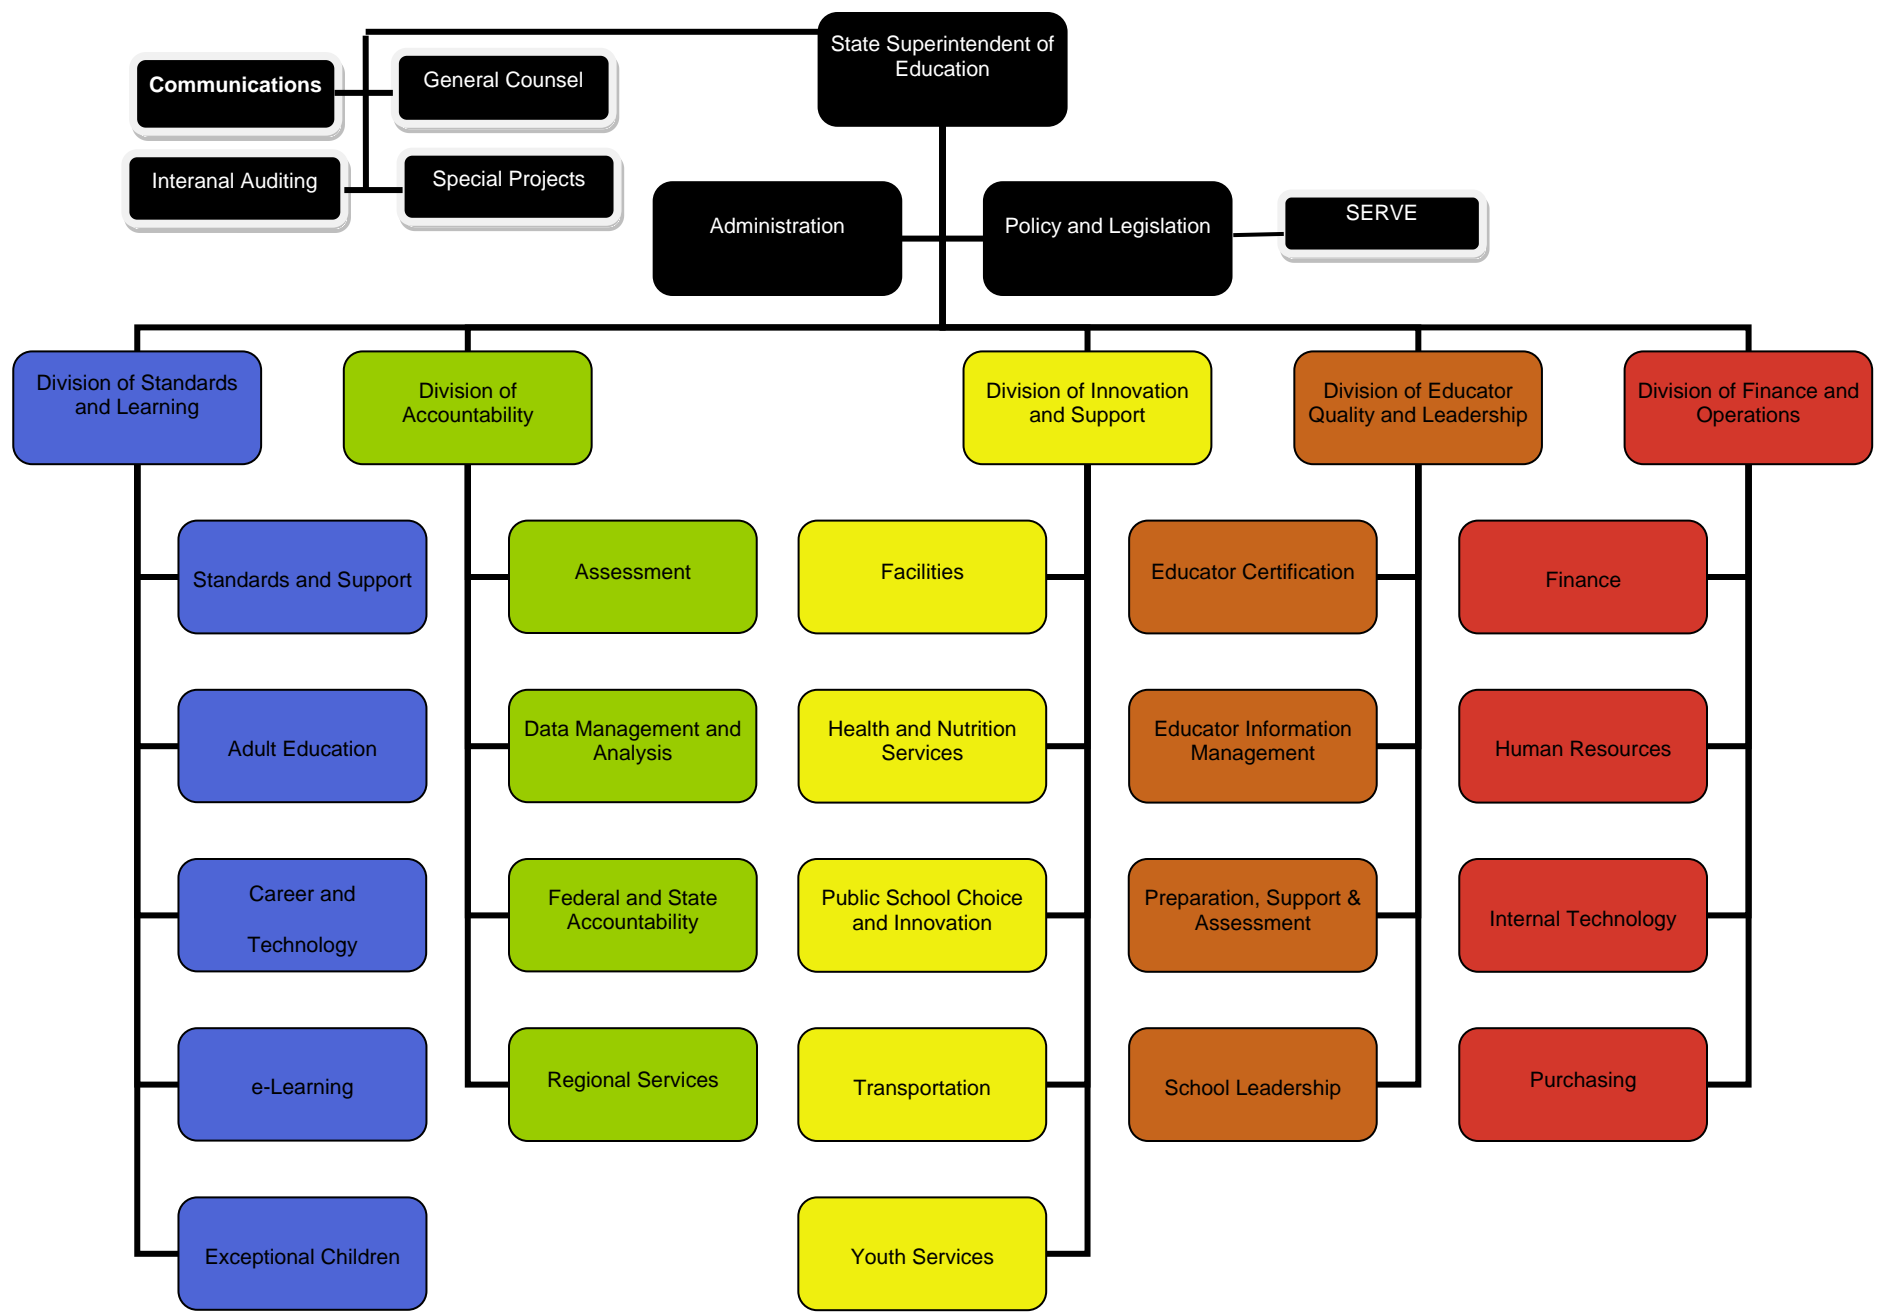 State Superintendent of
Education
Communications
General Counsel
Interanal Auditing
Special Projects
Administration
Policy and Legislation
SERVE
Division of Standards
and Learning
Division of
Accountability
Division of Innovation
and Support
Division of Educator
Quality and Leadership
Division of Finance and
Operations
Standards and Support
Adult Education
Career and
Technology
e-Learning
Exceptional Children
Assessment
Data Management and
Analysis
Federal and State
Accountability
Regional Services
Facilities
Health and Nutrition
Services
Public School Choice
and Innovation
Transportation
Youth Services
Educator Certification
Educator Information
Management
Preparation, Support &
Assessment
School Leadership
Finance
Human Resources
Internal Technology
Purchasing